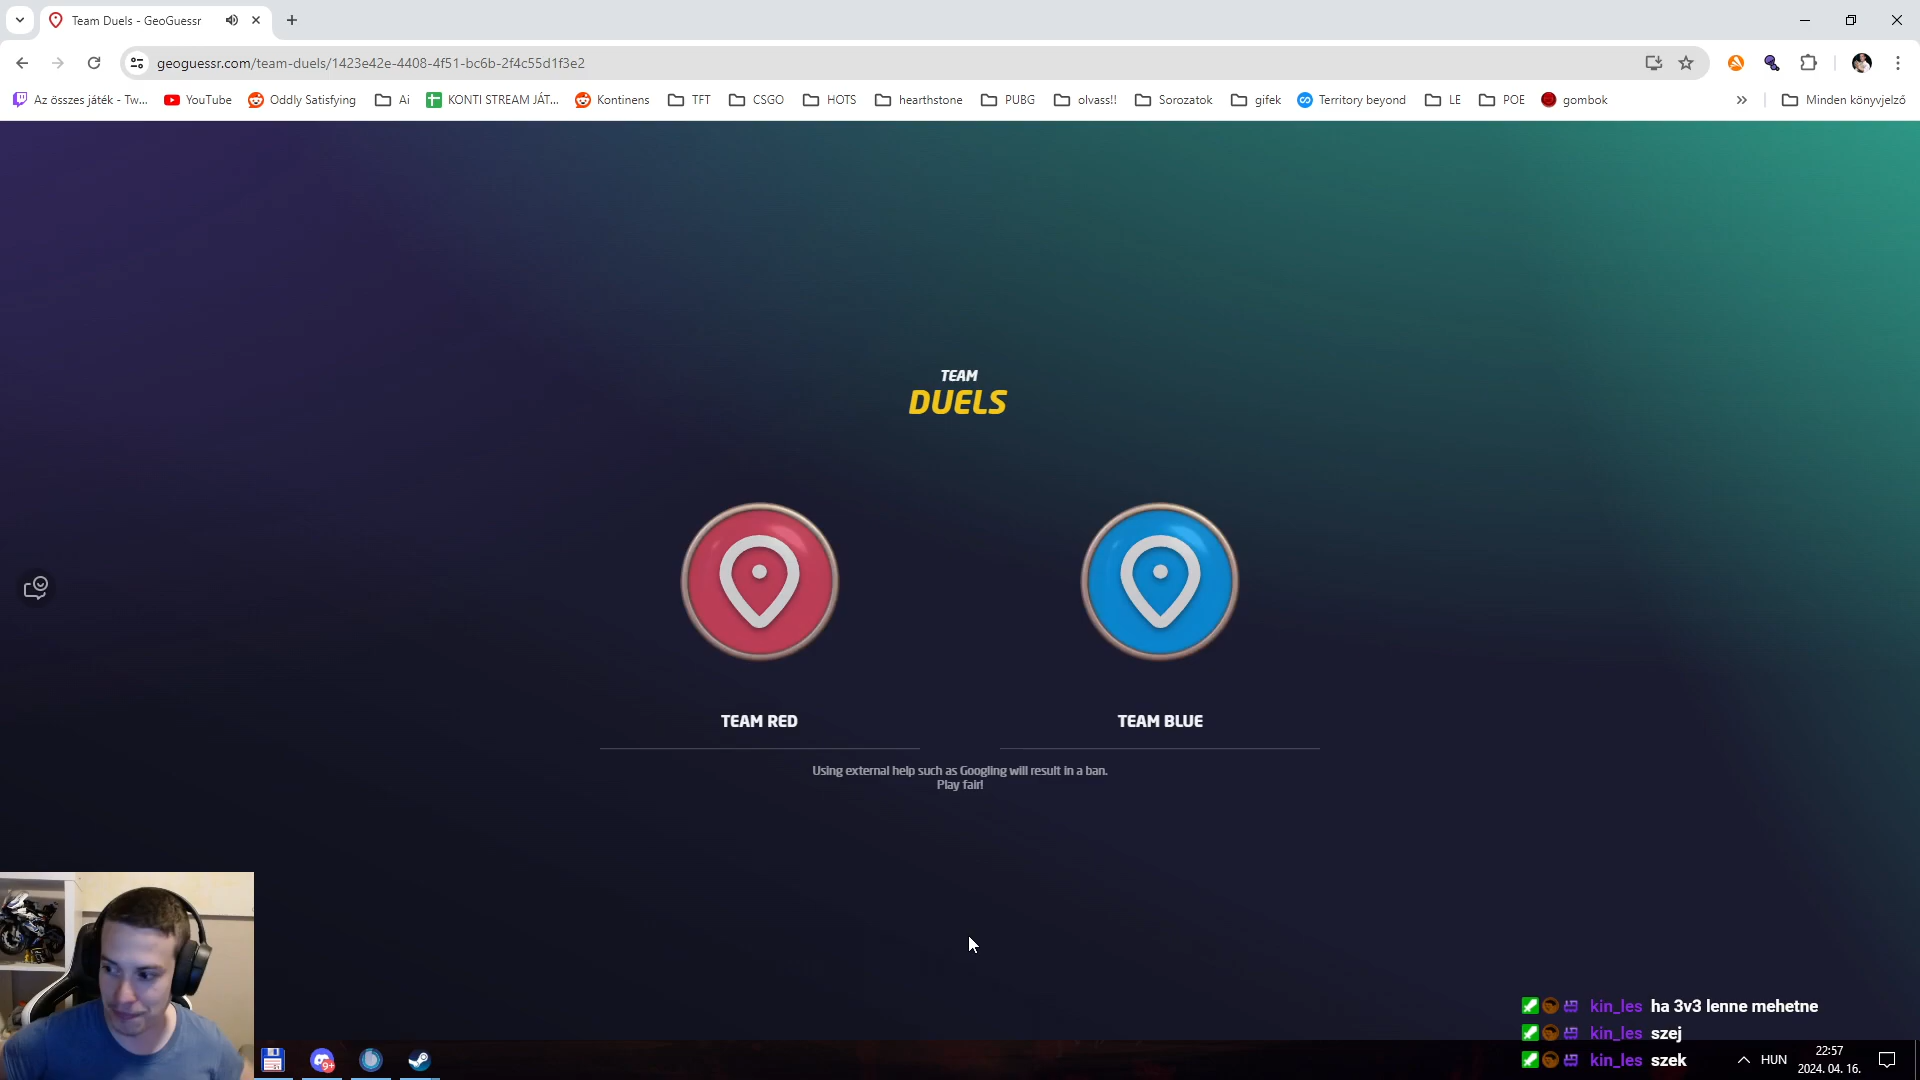 Team Duels - GeoGuessr
geoguessr.com/team-duels/1423e42e-4408-4f51-bc6b-2f4c55d1f3e2
Az összes játék - Tw...
YouTube
Oddly Satisfying
Ai
KONTI STREAM JÁT...
Kontinens
TFT
CSGO
HOTS
hearthstone
PUBG
olvass!!
Sorozatok
gifek
Territory beyond
LE
POE
gombok
Minden könyvjelző
TEAM
DUELS
TEAM RED
TEAM BLUE
Using external help such as Googling will result in a ban.
Play fair!
kin_les ha 3v3 lenne mehetne
kin_les szej
kin_les szek
9+
HUN
22:57
2024. 04. 16.